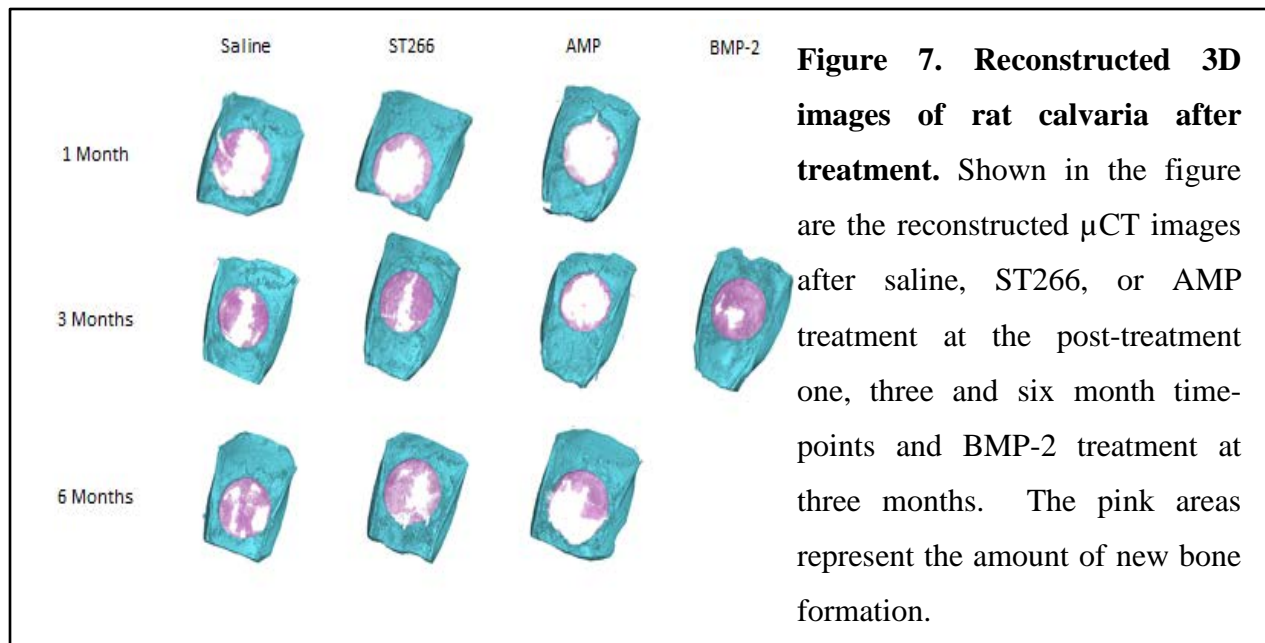 Saline ST266 AMP BMP-2
1 Month
3 Months
6 Months
Figure 7. Reconstructed 3D
images of rat calvaria after
treatment. Shown in the figure
are the reconstructed µCT images
after saline, ST266, or AMP
treatment at the post-treatment
one, three and six month time-
points and BMP-2 treatment at
three months. The pink areas
represent the amount of new bone
formation.